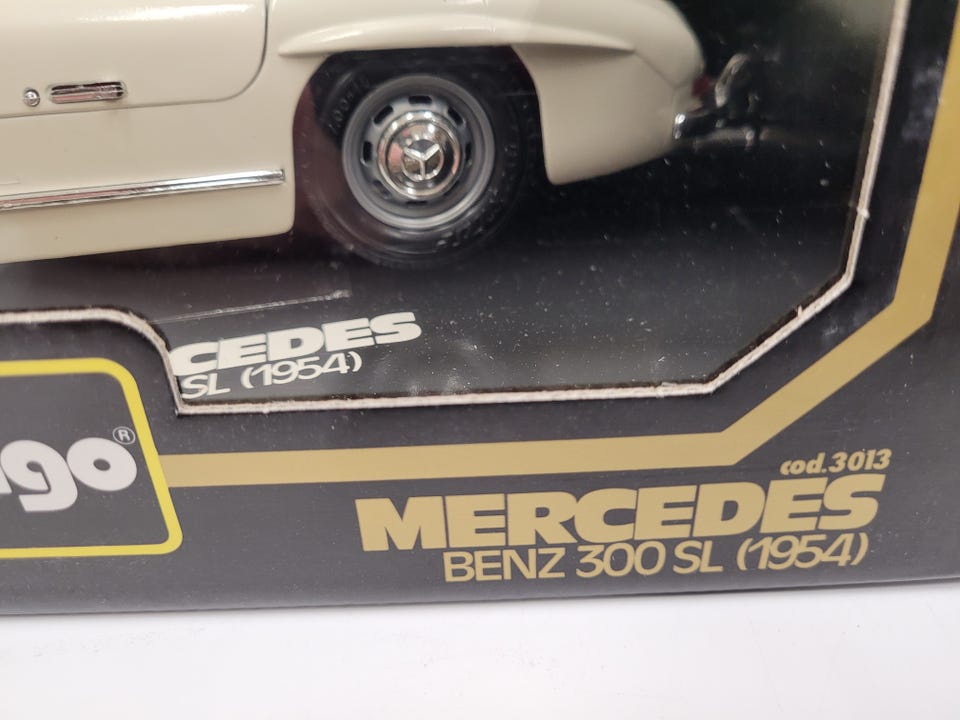 CEDES
SL (1954)
ago®
cod.3013
MERCEDES
BENZ 300 SL (1954)